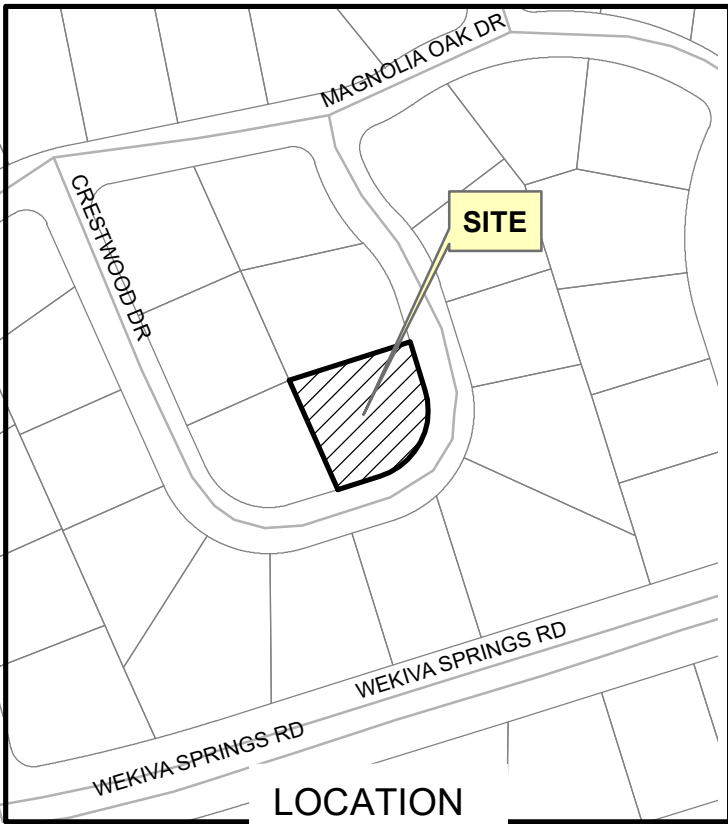 MAGNOLIA OAK DR
CRESTWOOD DR
SITE
WEKIVA SPRINGS RD
WEKIVA SPRINGS RD
LOCATION